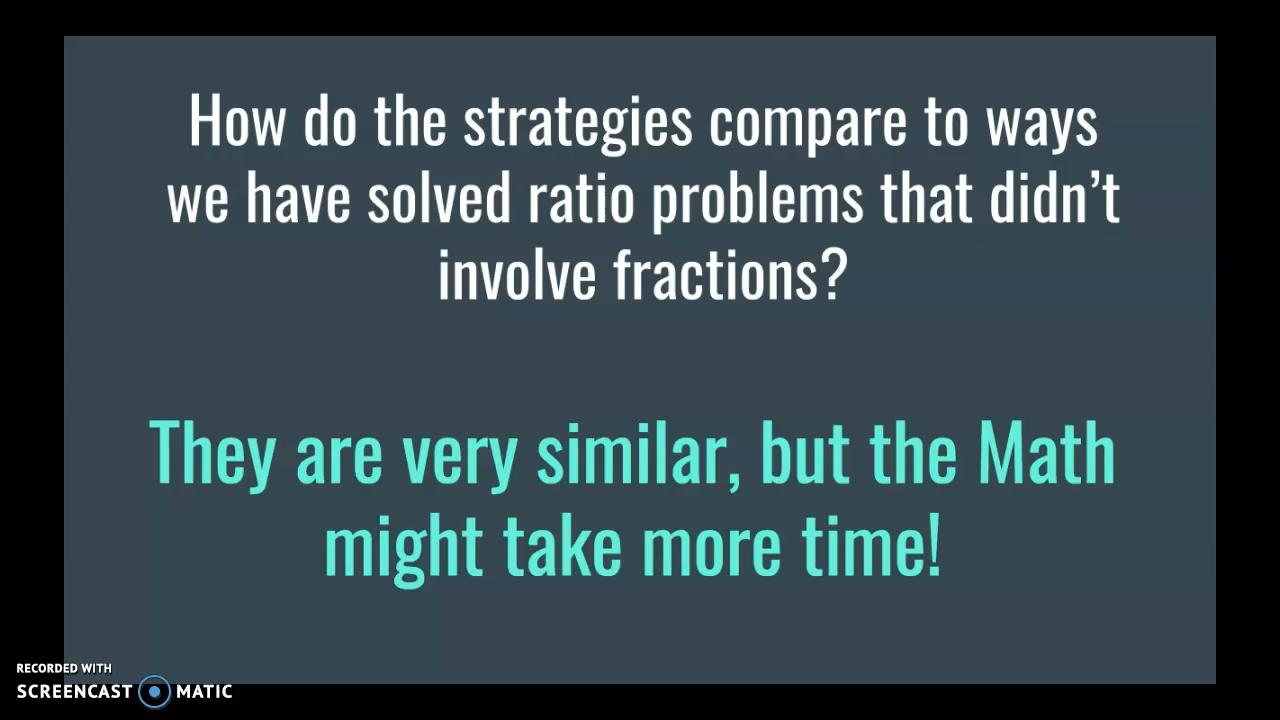 How do the strategies compare to ways
we have solved ratio problems that didn’t
involve fractions?
They are very similar, but the Math
might take more time!
RECORDED WITH
SCREENCAST MATIC